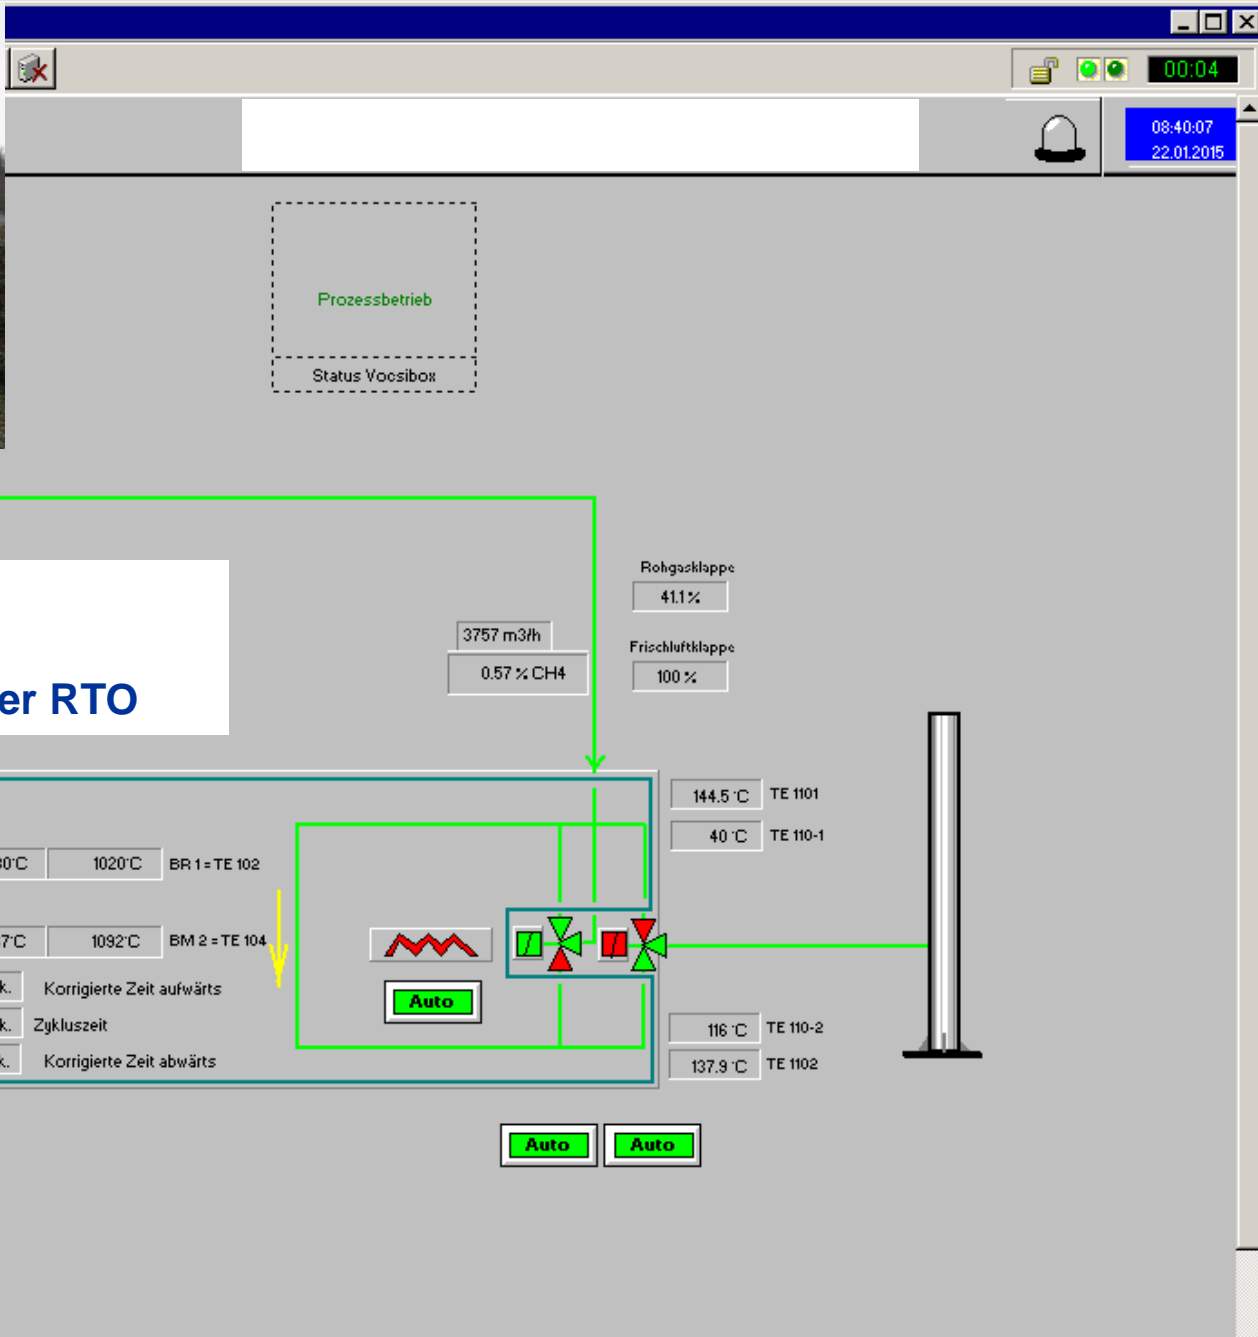 00:04
08:40:07
22.01.2015
Prozessbetrieb
Status Vocsibox
Rohgasklappe
41.1 %
3757 m3/h
Frischluftklappe
0.57 % CH4
100 %
er RTO
144.5 °C TE 1101
40 °C TE 110-1
30°C 1020°C BR 1 = TE 102
7°C 1092°C BM 2 = TE 104
k. Korrigierte Zeit aufwärts
Auto
k. Zykluszeit
116 °C TE 110-2
k. Korrigierte Zeit abwärts
137.9 °C TE 1102
Auto Auto